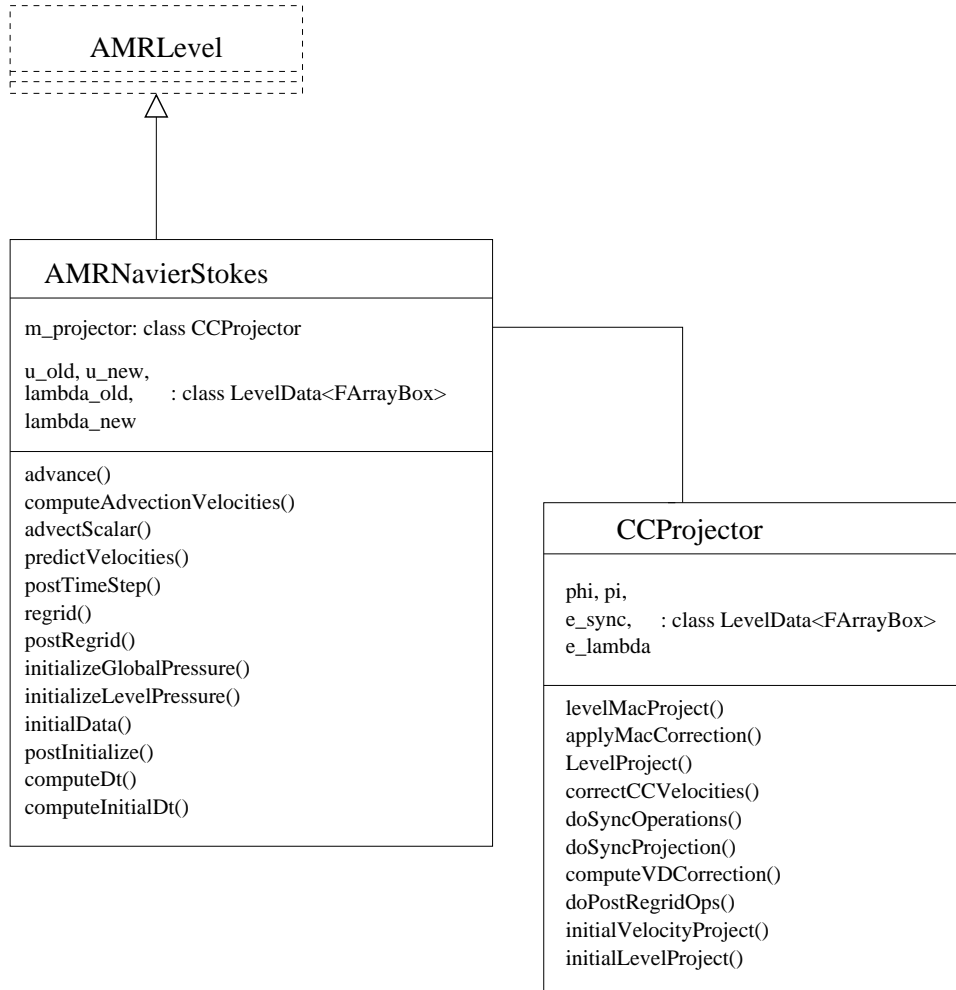 AMRLevel
AMRNavierStokes
m_projector: class CCProjector
u_old, u_new,
lambda_old, : class LevelData<FArrayBox>
lambda_new
advance()
computeAdvectionVelocities()
advectScalar()
predictVelocities()
postTimeStep()
regrid()
postRegrid()
initializeGlobalPressure()
initializeLevelPressure()
initialData()
postInitialize()
computeDt()
computeInitialDt()
CCProjector
phi, pi,
e_sync, : class LevelData<FArrayBox>
e_lambda
levelMacProject()
applyMacCorrection()
LevelProject()
correctCCVelocities()
doSyncOperations()
doSyncProjection()
computeVDCorrection()
doPostRegridOps()
initialVelocityProject()
initialLevelProject()